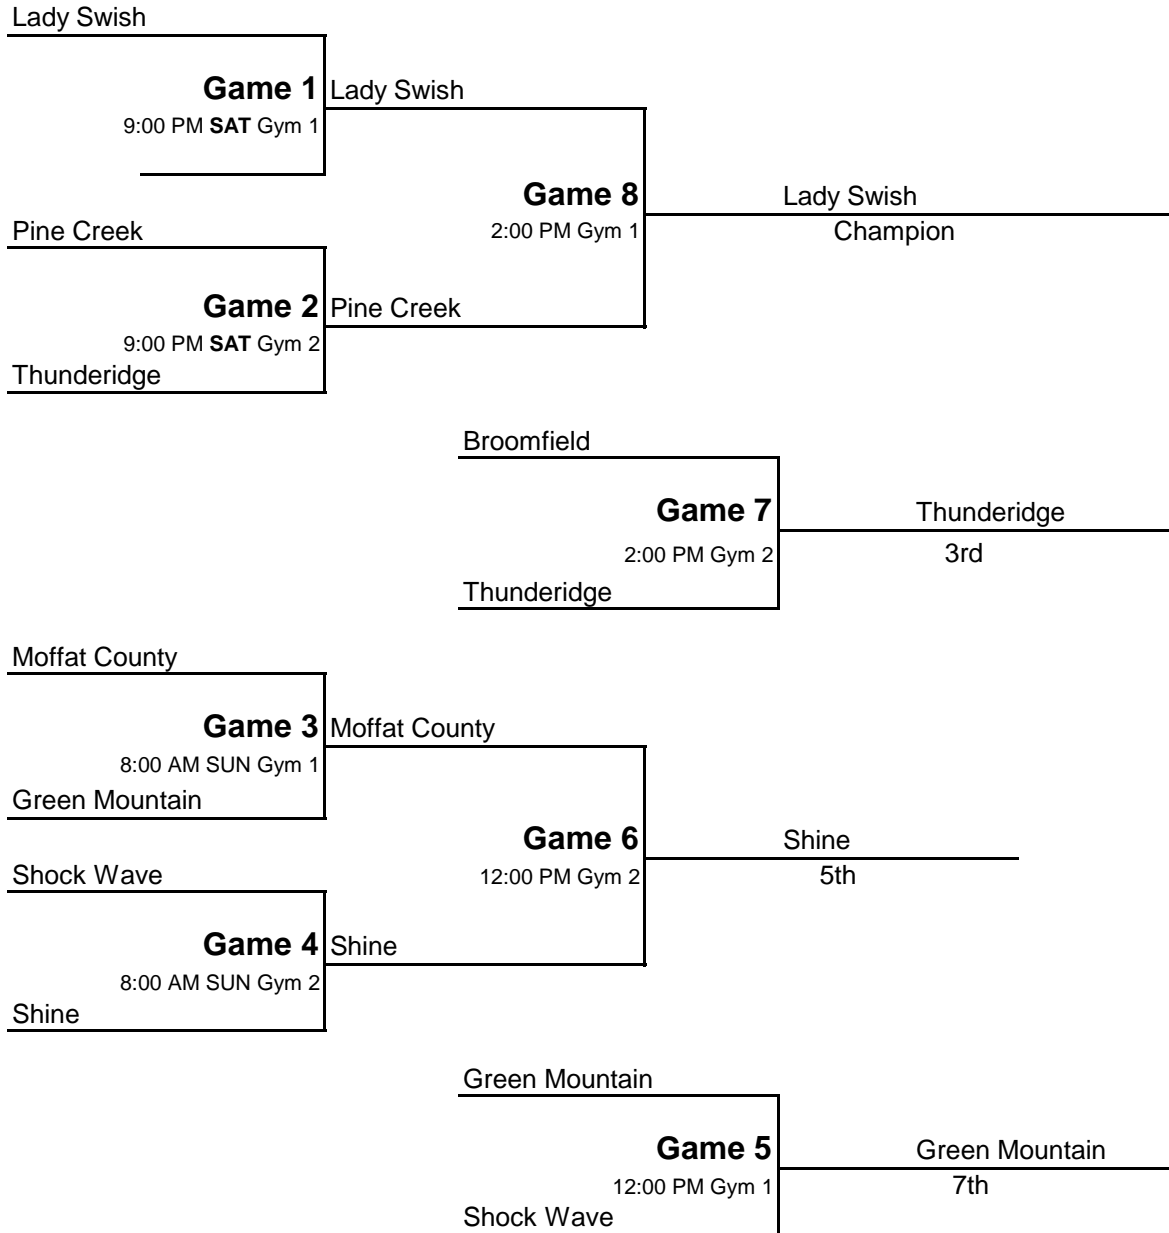 Lady Swish
Game 1 Lady Swish
9:00 PM SAT Gym 1
Game 8 Lady Swish
Pine Creek 2:00 PM Gym 1 Champion
Game 2 Pine Creek
9:00 PM SAT Gym 2
Thunderidge
Broomfield
Game 7 Thunderidge
2:00 PM Gym 2 3rd
Thunderidge
Moffat County
Game 3 Moffat County
8:00 AM SUN Gym 1
Green Mountain
Game 6 Shine
Shock Wave 12:00 PM Gym 2 5th
Game 4 Shine
8:00 AM SUN Gym 2
Shine
Green Mountain
Game 5 Green Mountain
12:00 PM Gym 1 7th
Shock Wave